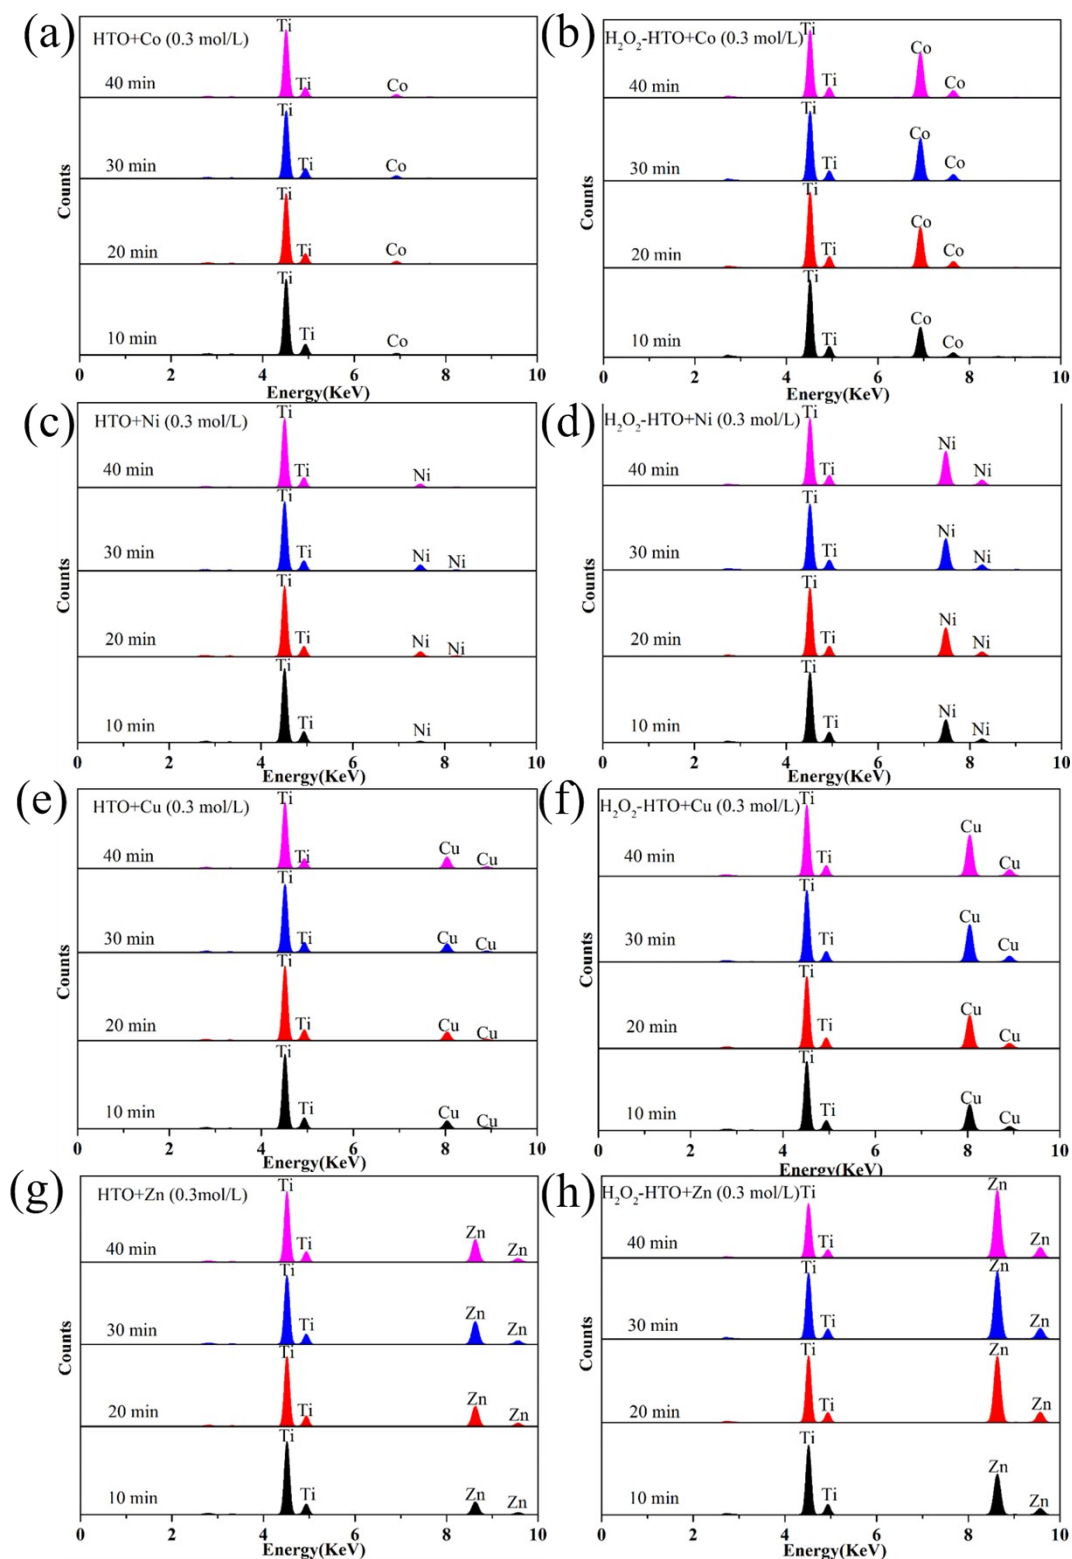 (a)
HTO+Co (0.3 mol/L)
Ti
40 min
Ti
Co
Ti
30 min
Ti
Co
Ti
20 min
Ti
Co
Ti
10 min
Ti
Co
Counts
0 2 4 6 8 10
Energy(KeV)
(b)
H₂O₂-HTO+Co (0.3 mol/L)
Ti
40 min
Ti
Co
Co
Ti
30 min
Ti
Co
Co
Ti
20 min
Ti
Co
Co
Ti
10 min
Ti
Co
Co
Counts
0 2 4 6 8 10
Energy(KeV)
(c)
HTO+Ni (0.3 mol/L)
Ti
40 min
Ti
Ni
Ti
30 min
Ti
Ni
Ni
Ti
20 min
Ti
Ni
Ni
Ti
10 min
Ti
Ni
Counts
0 2 4 6 8 10
Energy(KeV)
(d)
H₂O₂-HTO+Ni (0.3 mol/L)
Ti
40 min
Ti
Ni
Ni
Ti
30 min
Ti
Ni
Ni
Ti
20 min
Ti
Ni
Ni
Ti
10 min
Ti
Ni
Ni
Counts
0 2 4 6 8 10
Energy(KeV)
(e)
HTO+Cu (0.3 mol/L)
Ti
40 min
Ti
Cu
Cu
Ti
30 min
Ti
Cu
Cu
Ti
20 min
Ti
Cu
Cu
Ti
10 min
Ti
Cu
Cu
Counts
0 2 4 6 8 10
Energy(KeV)
(f)
H₂O₂-HTO+Cu (0.3 mol/L)
Ti
40 min
Ti
Cu
Cu
Ti
30 min
Ti
Cu
Cu
Ti
20 min
Ti
Cu
Cu
Ti
10 min
Ti
Cu
Cu
Counts
0 2 4 6 8 10
Energy(KeV)
(g)
HTO+Zn (0.3mol/L)
Ti
40 min
Ti
Zn
Zn
Ti
30 min
Ti
Zn
Zn
Ti
20 min
Ti
Zn
Zn
Ti
10 min
Ti
Zn
Zn
Counts
0 2 4 6 8 10
Energy(KeV)
(h)
H₂O₂-HTO+Zn (0.3 mol/L)
Ti
40 min
Ti
Zn
Zn
Ti
30 min
Ti
Zn
Zn
Ti
20 min
Ti
Zn
Zn
Ti
10 min
Ti
Zn
Zn
Counts
0 2 4 6 8 10
Energy(KeV)